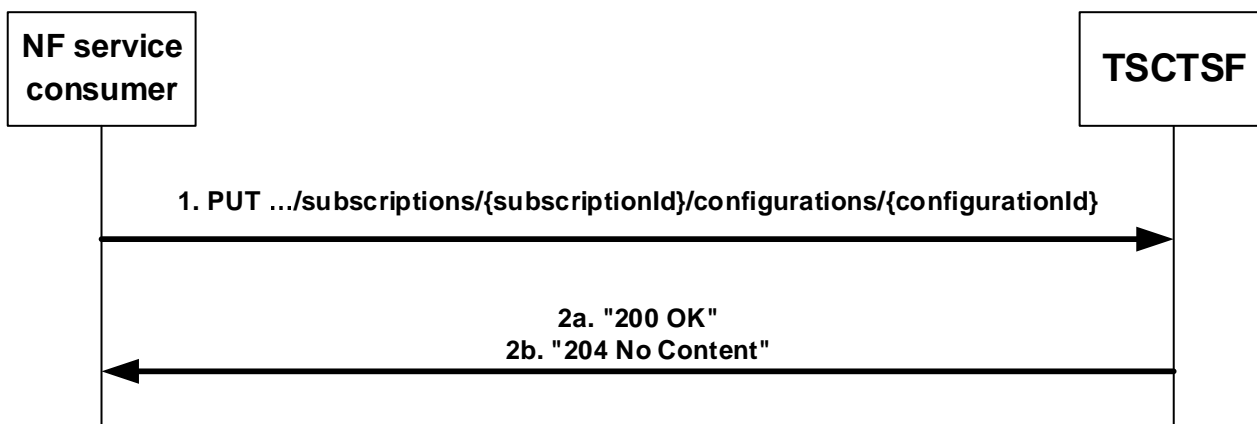 NF service
consumer
TSCTSF
1. PUT …/subscriptions/{subscriptionId}/configurations/{configurationId}
2a. "200 OK"
2b. "204 No Content"